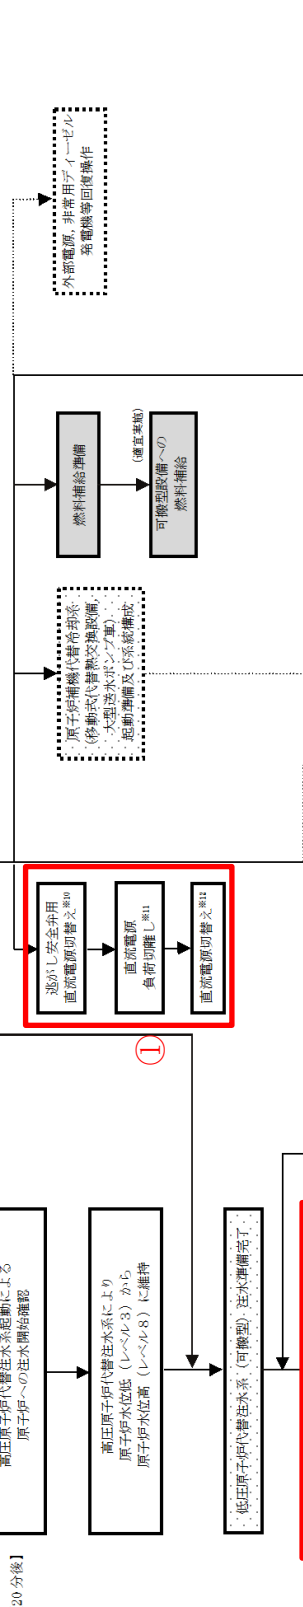 高圧原子炉代替注水系起動による
原子炉への注水開始確認
高圧原子炉代替注水系により
原子炉水位低（レベル３）から
原子炉水位高（レベル８）に維持
低圧原子炉代替注水系（可搬型）注水準備完了
20分後】
①
逃がし安全弁用
直流電源切替え※10
直流電源
負荷切離し※11
直流電源切替え※12
原子炉補機代替冷却系
(移動式代替熱交換設備,
大型送水ポンプ車)
起動準備及び系統構成
燃料補給準備
(適宜実施)
可搬型設備への
燃料補給
外部電源, 非常用ディーゼル
発電機等回復操作